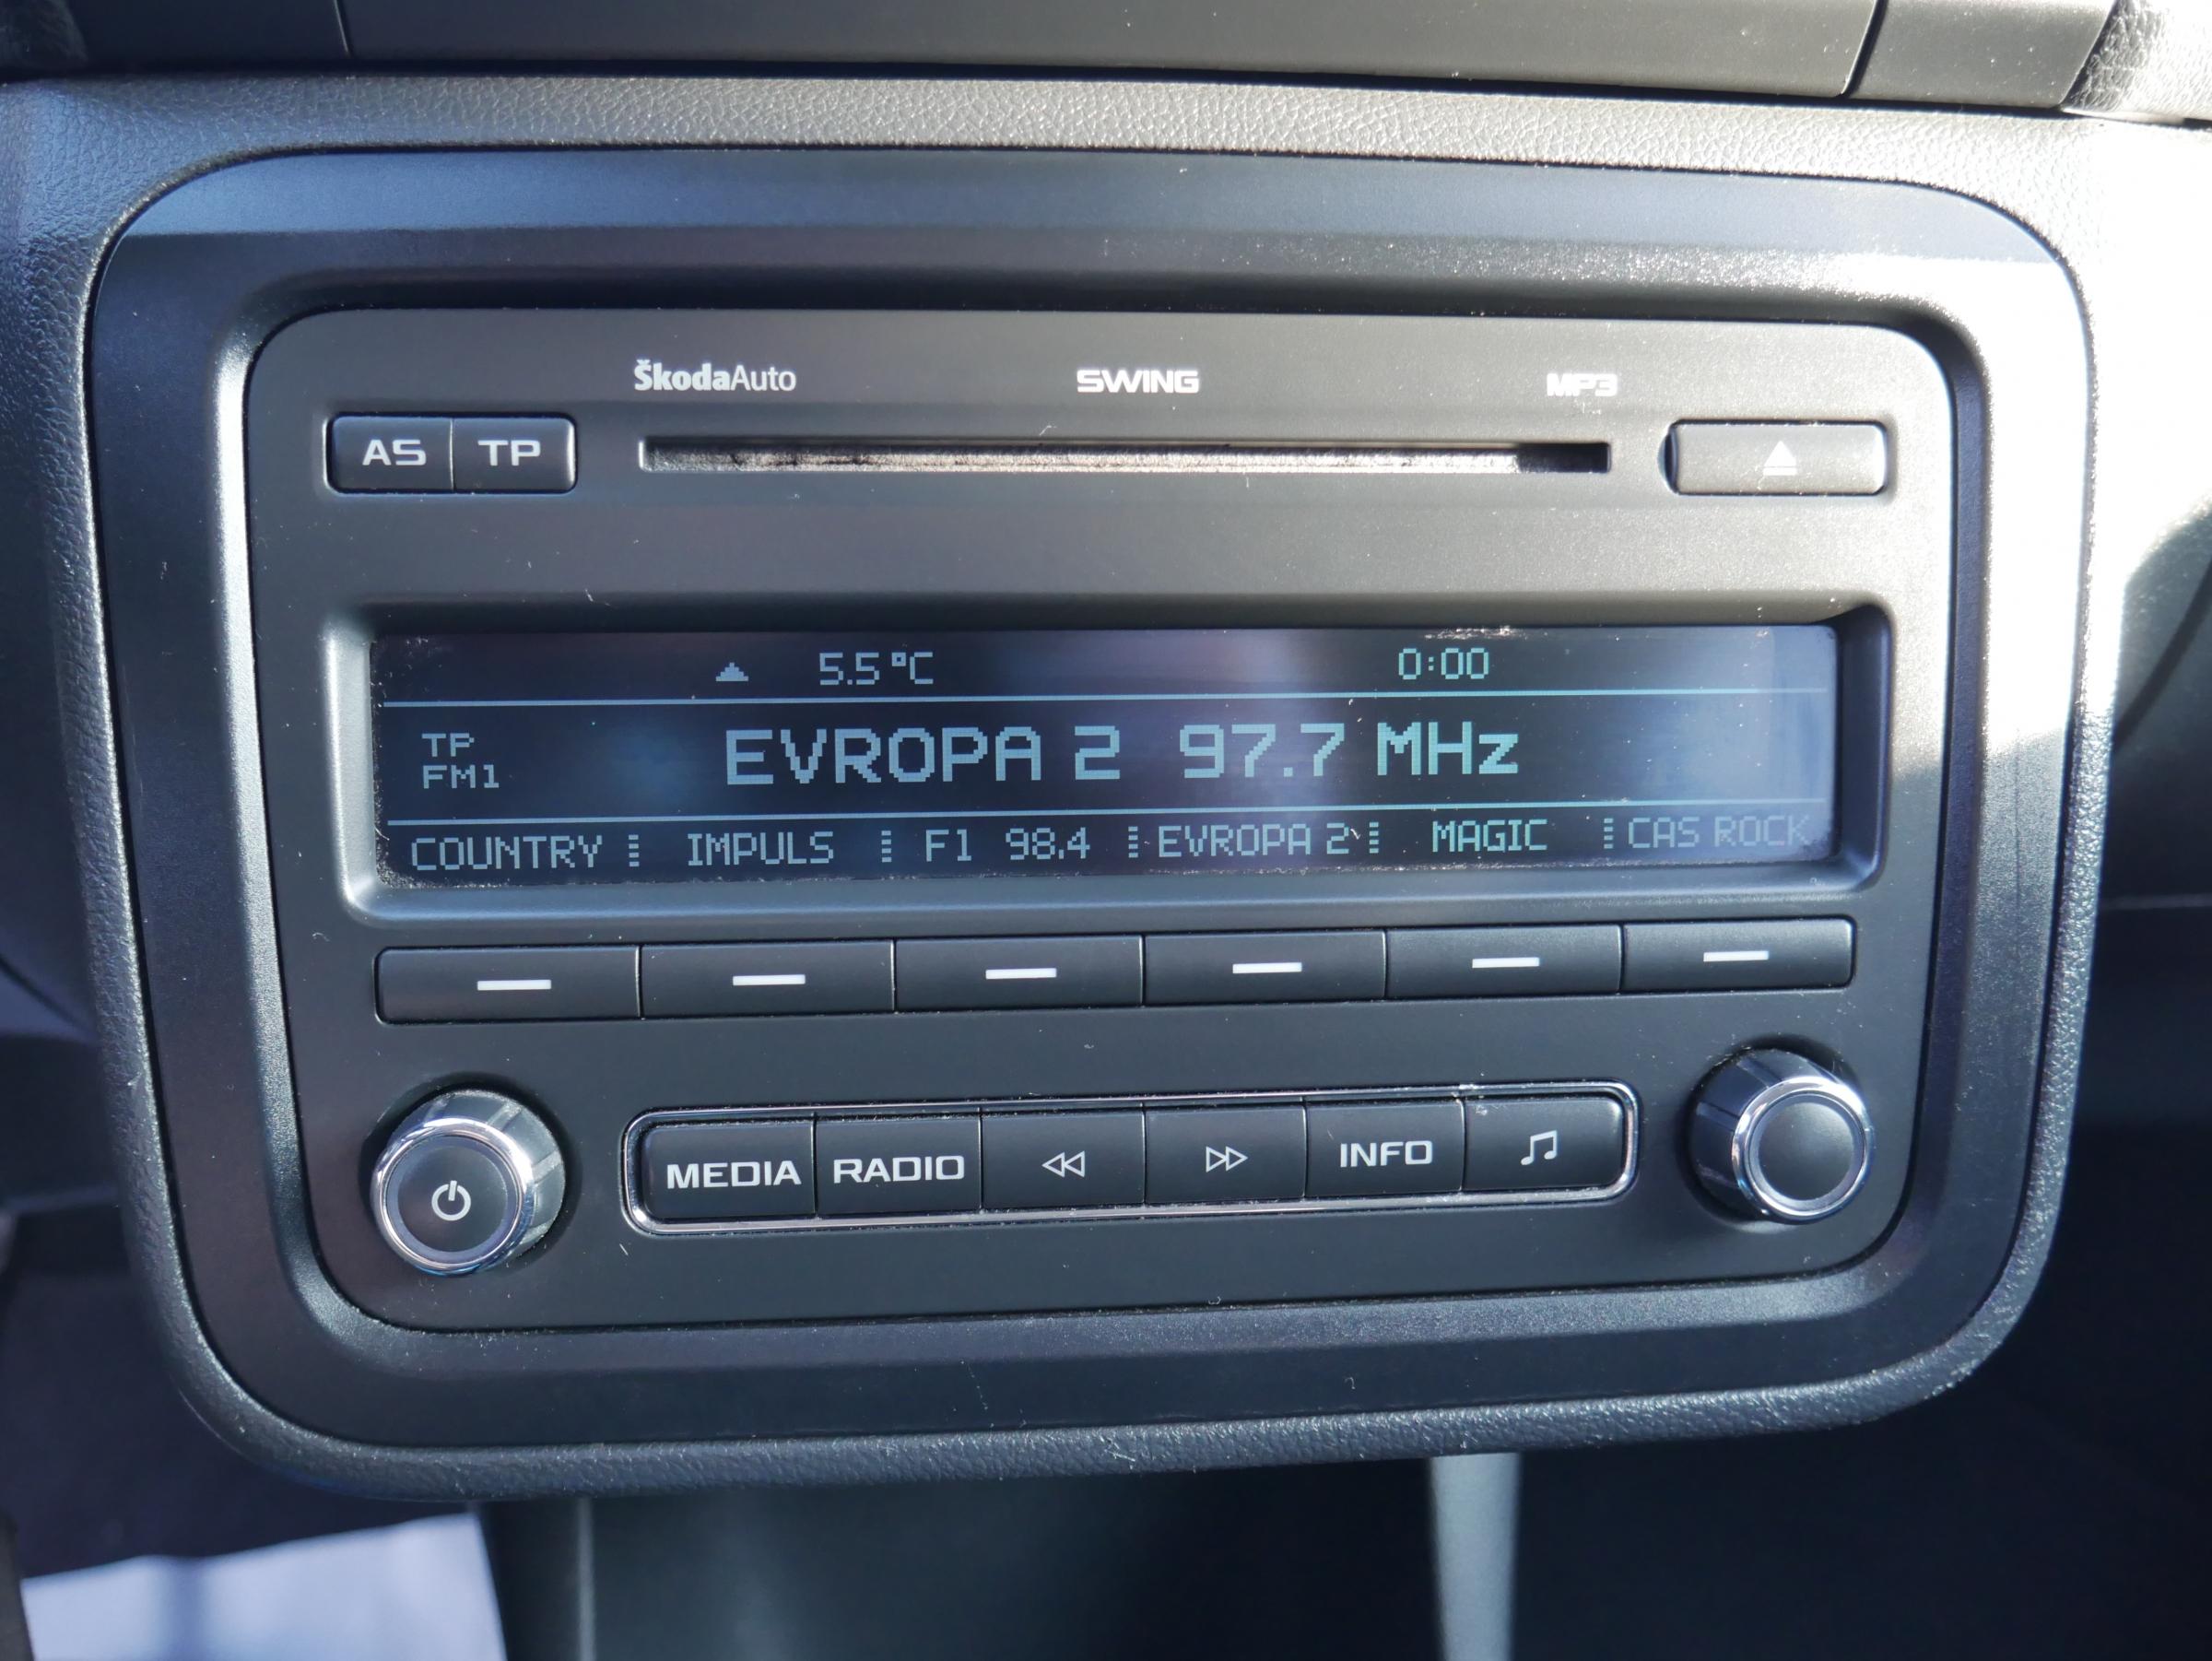 ŠkodaAuto SWING MP3
AS TP
5.5°C 0:00
TP
FM1
EVROPA 2 97.7 MHz
COUNTRY IMPULS F1 98.4 EVROPA 2 MAGIC CAS ROCK
MEDIA RADIO INFO